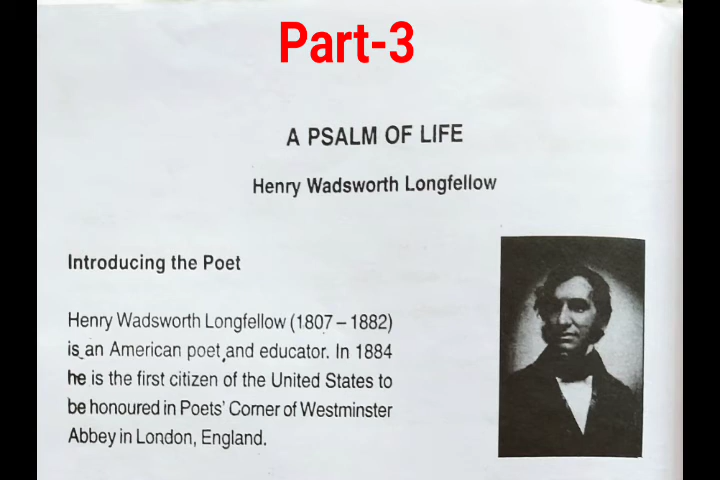 Part-3
A PSALM OF LIFE
Henry Wadsworth Longfellow
Introducing the Poet
Henry Wadsworth Longfellow (1807 – 1882)
is an American poet and educator. In 1884
he is the first citizen of the United States to
be honoured in Poets' Corner of Westminster
Abbey in London, England.